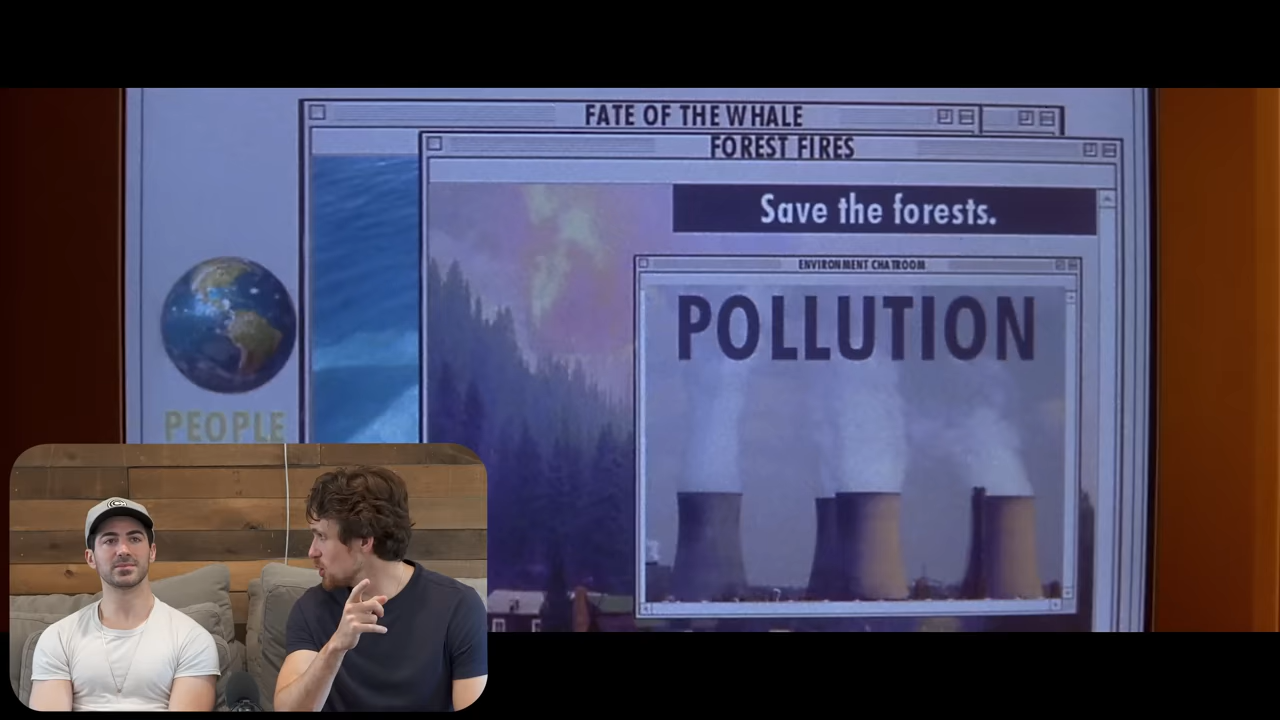 FATE OF THE WHALE
FOREST FIRES
Save the forests.
ENVIRONMENT CHATROOM
POLLUTION
PEOPLE